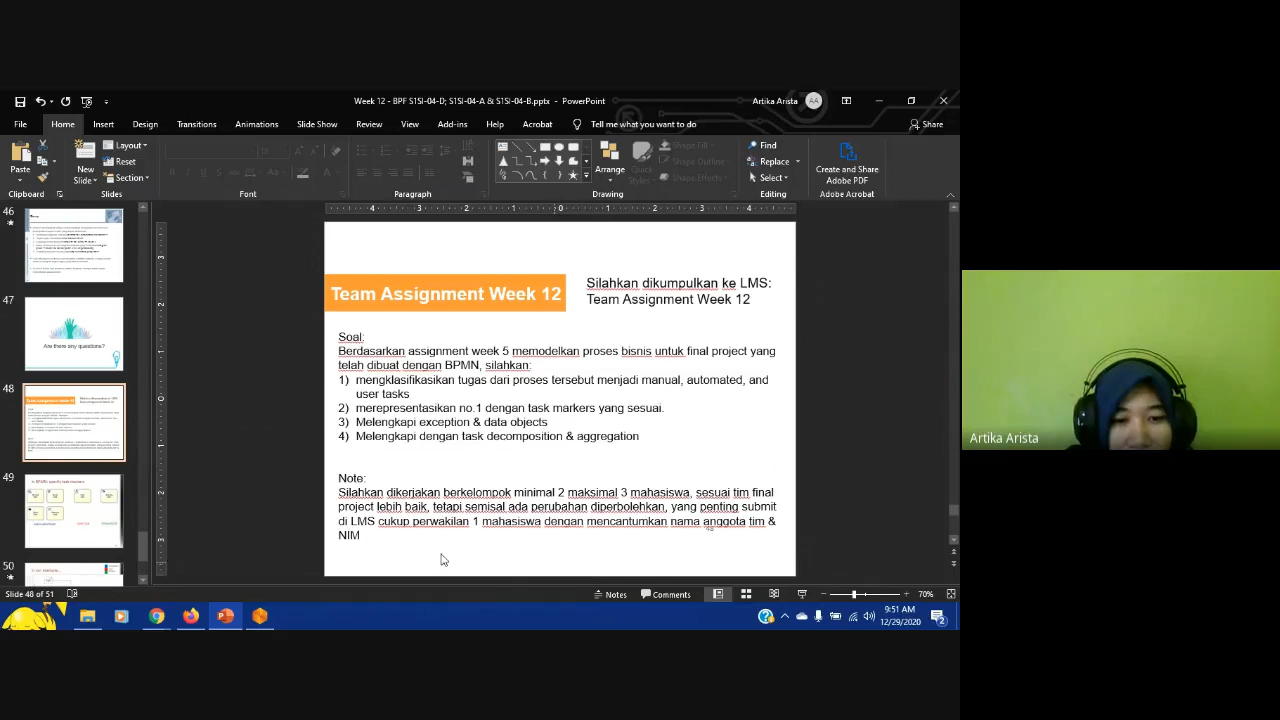 Week 12 - BPF S1SI-04-D; S1SI-04-A & S1SI-04-B.pptx - PowerPoint
Artika Arista
AA
File Home Insert Design Transitions Animations Slide Show Review View Add-ins Help Acrobat Tell me what you want to do Share
Paste
New Slide
Layout
Reset
Section
Arrange
Quick Styles
Shape Fill
Shape Outline
Shape Effects
Find
Replace
Select
Create and Share Adobe PDF
Clipboard Slides Font Paragraph Drawing Editing Adobe Acrobat
46
47
Are there any questions?
48
49
50
Team Assignment Week 12
Silahkan dikumpulkan ke LMS:
Team Assignment Week 12
Soal:
Berdasarkan assignment week 5 memodelkan proses bisnis untuk final project yang
telah dibuat dengan BPMN, silahkan:
1) mengklasifikasikan tugas dari proses tersebut menjadi manual, automated, and
user tasks
2) merepresentasikan no.1 dengan task markers yang sesuai.
3) Melengkapi exception & data objects
4) Melengkapi dengan task decomposition & aggregation
Note:
Silahkan dikerjakan berkelompok minimal 2 maksimal 3 mahasiswa, sesuai tim final
project lebih baik, tetapi semisal ada perubahan diperbolehkan, yang penting submit
di LMS cukup perwakilan 1 mahasiswa dengan mencantumkan nama anggota tim &
NIM
Slide 48 of 51
Notes
Comments
70%
9:51 AM
12/29/2020
2
Artika Arista